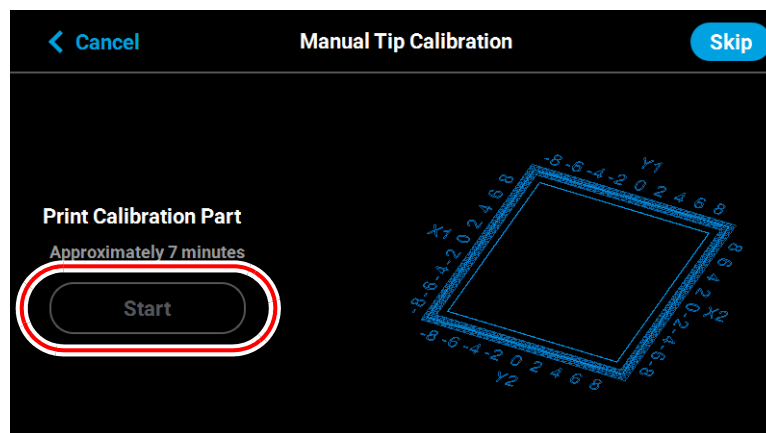 Cancel
Manual Tip Calibration
Skip
Print Calibration Part
Approximately 7 minutes
Start
Y1
-8 -6 -4 -2 0 2 4 6 8
X1
-8 -6 -4 -2 0 2 4 6 8
X2
8 6 4 2 0 -2 -4 -6 -8
-8 -6 -4 -2 0 2 4 6 8
Y2